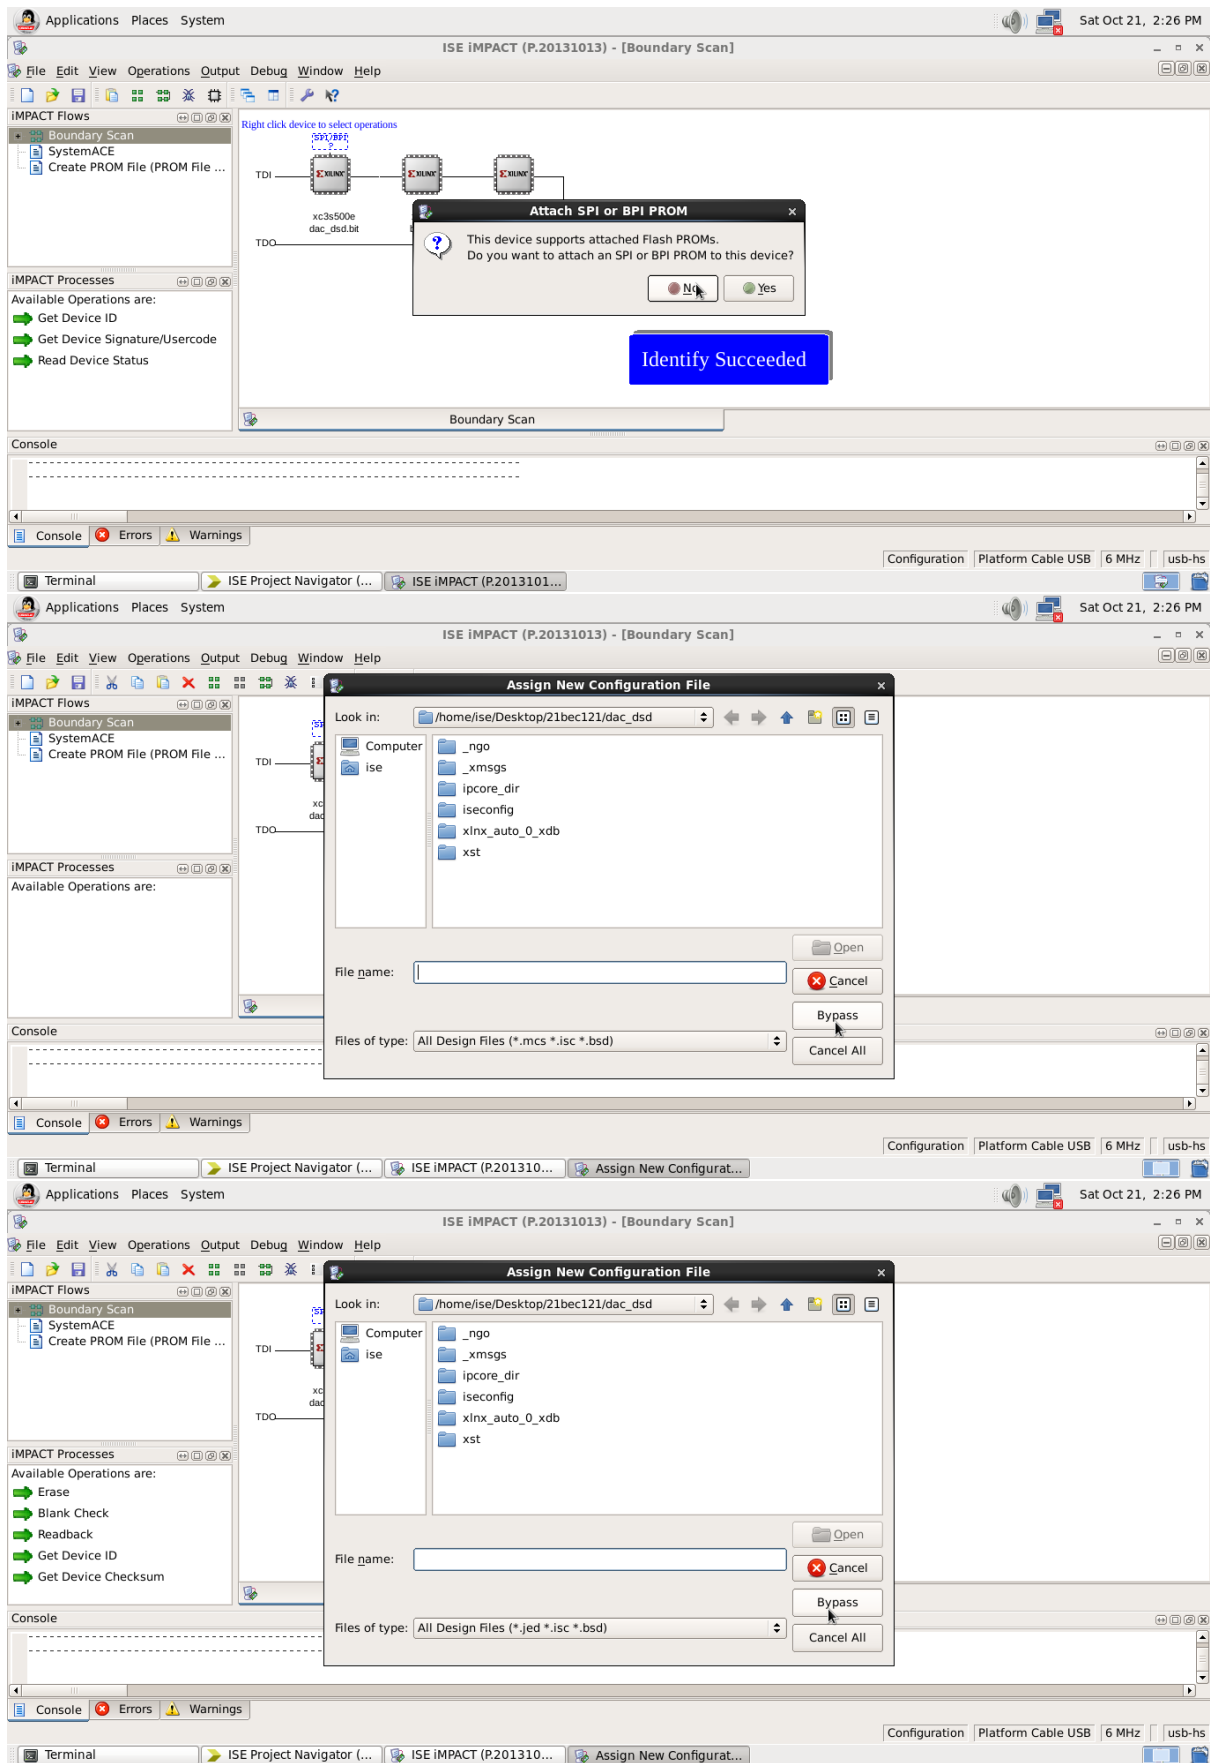 Applications Places System Sat Oct 21, 2:26 PM
ISE iMPACT (P.20131013) - [Boundary Scan]
File Edit View Operations Output Debug Window Help
iMPACT Flows
Boundary Scan
SystemACE
Create PROM File (PROM File ...
Right click device to select operations
SPI/BPI
?
TDI
XILINX XILINX XILINX
xc3s500e
dac_dsd.bit
TDO
Attach SPI or BPI PROM
This device supports attached Flash PROMs.
Do you want to attach an SPI or BPI PROM to this device?
No Yes
iMPACT Processes
Available Operations are:
Get Device ID
Get Device Signature/Usercode
Read Device Status
Identify Succeeded
Boundary Scan
Console
Console Errors Warnings
Configuration Platform Cable USB 6 MHz usb-hs
Terminal ISE Project Navigator (... ISE iMPACT (P.2013101...
Applications Places System Sat Oct 21, 2:26 PM
ISE iMPACT (P.20131013) - [Boundary Scan]
File Edit View Operations Output Debug Window Help
iMPACT Flows
Boundary Scan
SystemACE
Create PROM File (PROM File ...
TDI
xc
dac
TDO
Assign New Configuration File
Look in: /home/ise/Desktop/21bec121/dac_dsd
Computer
ise
_ngo
_xmsgs
ipcore_dir
iseconfig
xlnx_auto_0_xdb
xst
Open
File name:
Cancel
Bypass
Files of type: All Design Files (*.mcs *.isc *.bsd)
Cancel All
iMPACT Processes
Available Operations are:
Console
Console Errors Warnings
Configuration Platform Cable USB 6 MHz usb-hs
Terminal ISE Project Navigator (... ISE iMPACT (P.201310... Assign New Configurat...
Applications Places System Sat Oct 21, 2:26 PM
ISE iMPACT (P.20131013) - [Boundary Scan]
File Edit View Operations Output Debug Window Help
iMPACT Flows
Boundary Scan
SystemACE
Create PROM File (PROM File ...
TDI
xc
dac
TDO
Assign New Configuration File
Look in: /home/ise/Desktop/21bec121/dac_dsd
Computer
ise
_ngo
_xmsgs
ipcore_dir
iseconfig
xlnx_auto_0_xdb
xst
Open
File name:
Cancel
Bypass
Files of type: All Design Files (*.jed *.isc *.bsd)
Cancel All
iMPACT Processes
Available Operations are:
Erase
Blank Check
Readback
Get Device ID
Get Device Checksum
Console
Console Errors Warnings
Configuration Platform Cable USB 6 MHz usb-hs
Terminal ISE Project Navigator (... ISE iMPACT (P.201310... Assign New Configurat...